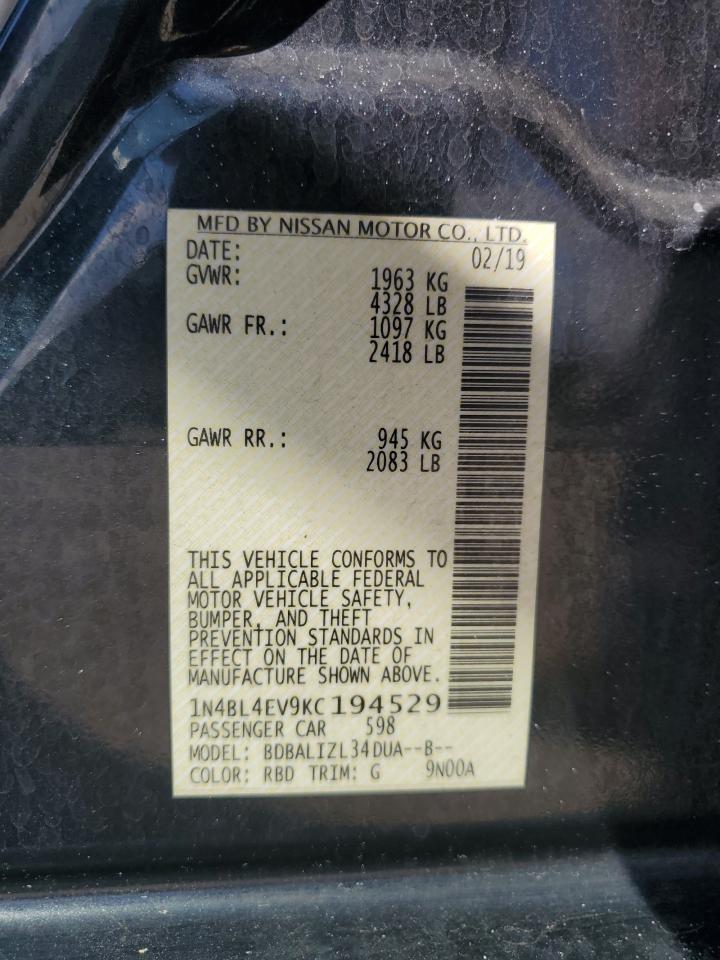 MFD BY NISSAN MOTOR CO., LTD.
DATE: 02/19
GVWR: 1963 KG
4328 LB
GAWR FR.: 1097 KG
2418 LB
GAWR RR.: 945 KG
2083 LB
THIS VEHICLE CONFORMS TO
ALL APPLICABLE FEDERAL
MOTOR VEHICLE SAFETY,
BUMPER, AND THEFT
PREVENTION STANDARDS IN
EFFECT ON THE DATE OF
MANUFACTURE SHOWN ABOVE.
1N4BL4EV9KC194529
PASSENGER CAR 598
MODEL: BDBALIZL34DUA--B--
COLOR: RBD TRIM: G 9N00A